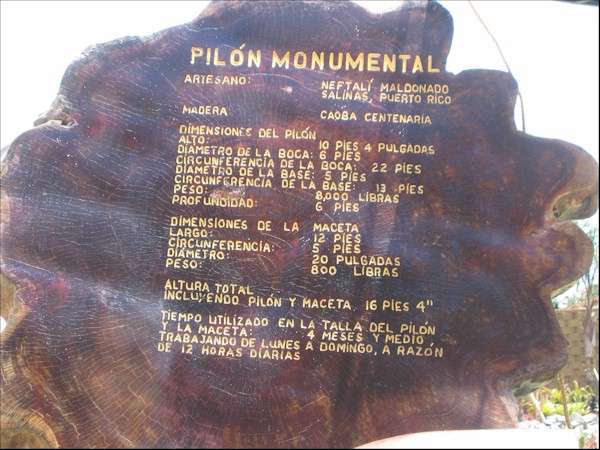 PILÓN MONUMENTAL
ARTESANO: NEFTALÍ MALDONADO
SALINAS, PUERTO RICO
MADERA CAOBA CENTENARIA
DIMENSIONES DEL PILÓN
ALTO: 10 PIES 4 PULGADAS
DIÁMETRO DE LA BOCA: 6 PIES
CIRCUNFERENCIA DE LA BOCA: 22 PIES
DIÁMETRO DE LA BASE: 5 PIES
CIRCUNFERENCIA DE LA BASE: 13 PIES
PESO: 8,000 LIBRAS
PROFUNDIDAD: 6 PIES
DIMENSIONES DE LA MACETA
LARGO: 12 PIES
CIRCUNFERENCIA: 5 PIES
DIÁMETRO: 20 PULGADAS
PESO: 800 LIBRAS
ALTURA TOTAL
INCLUYENDO PILÓN Y MACETA 16 PIES 4"
TIEMPO UTILIZADO EN LA TALLA DEL PILÓN
Y LA MACETA: 4 MESES Y MEDIO,
TRABAJANDO DE LUNES A DOMINGO, A RAZÓN
DE 12 HORAS DIARIAS